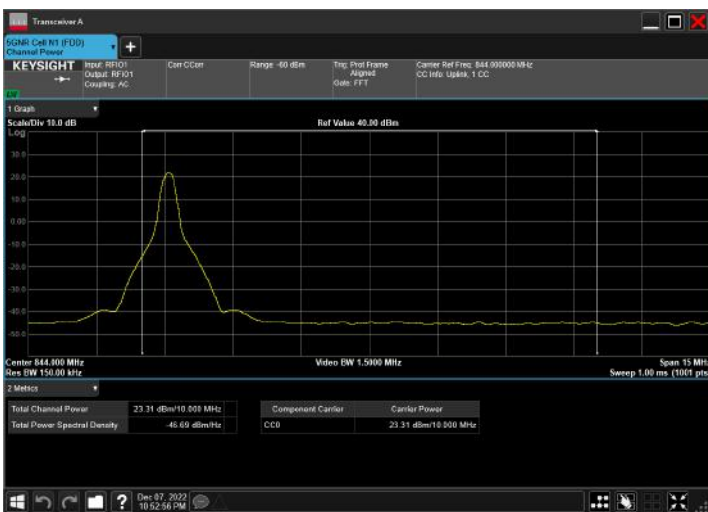 Transceiver A
5GNR Cell N1 (FDD)
Channel Power
KEYSIGHT
Input: RFIO1
Output: RFIO1
Coupling: AC
Corr CCorr
Range: -60 dBm
Trig: Prot Frame
Aligned
Gate: FFT
Carrier Ref Freq: 844.000000 MHz
CC Info: Uplink, 1 CC
1 Graph
Scale/Div 10.0 dB
Ref Value 40.00 dBm
Log
30.0
20.0
10.0
0.00
-10.0
-20.0
-30.0
-40.0
-50.0
Center 844.000 MHz
Video BW 1.5000 MHz
Span 15 MHz
Res BW 150.00 kHz
Sweep 1.00 ms (1001 pts
2 Metrics
Total Channel Power 23.31 dBm/10.000 MHz
Total Power Spectral Density -46.69 dBm/Hz
Component Carrier Carrier Power
CC0 23.31 dBm/10.000 MHz
Dec 07, 2022
10:52:56 PM